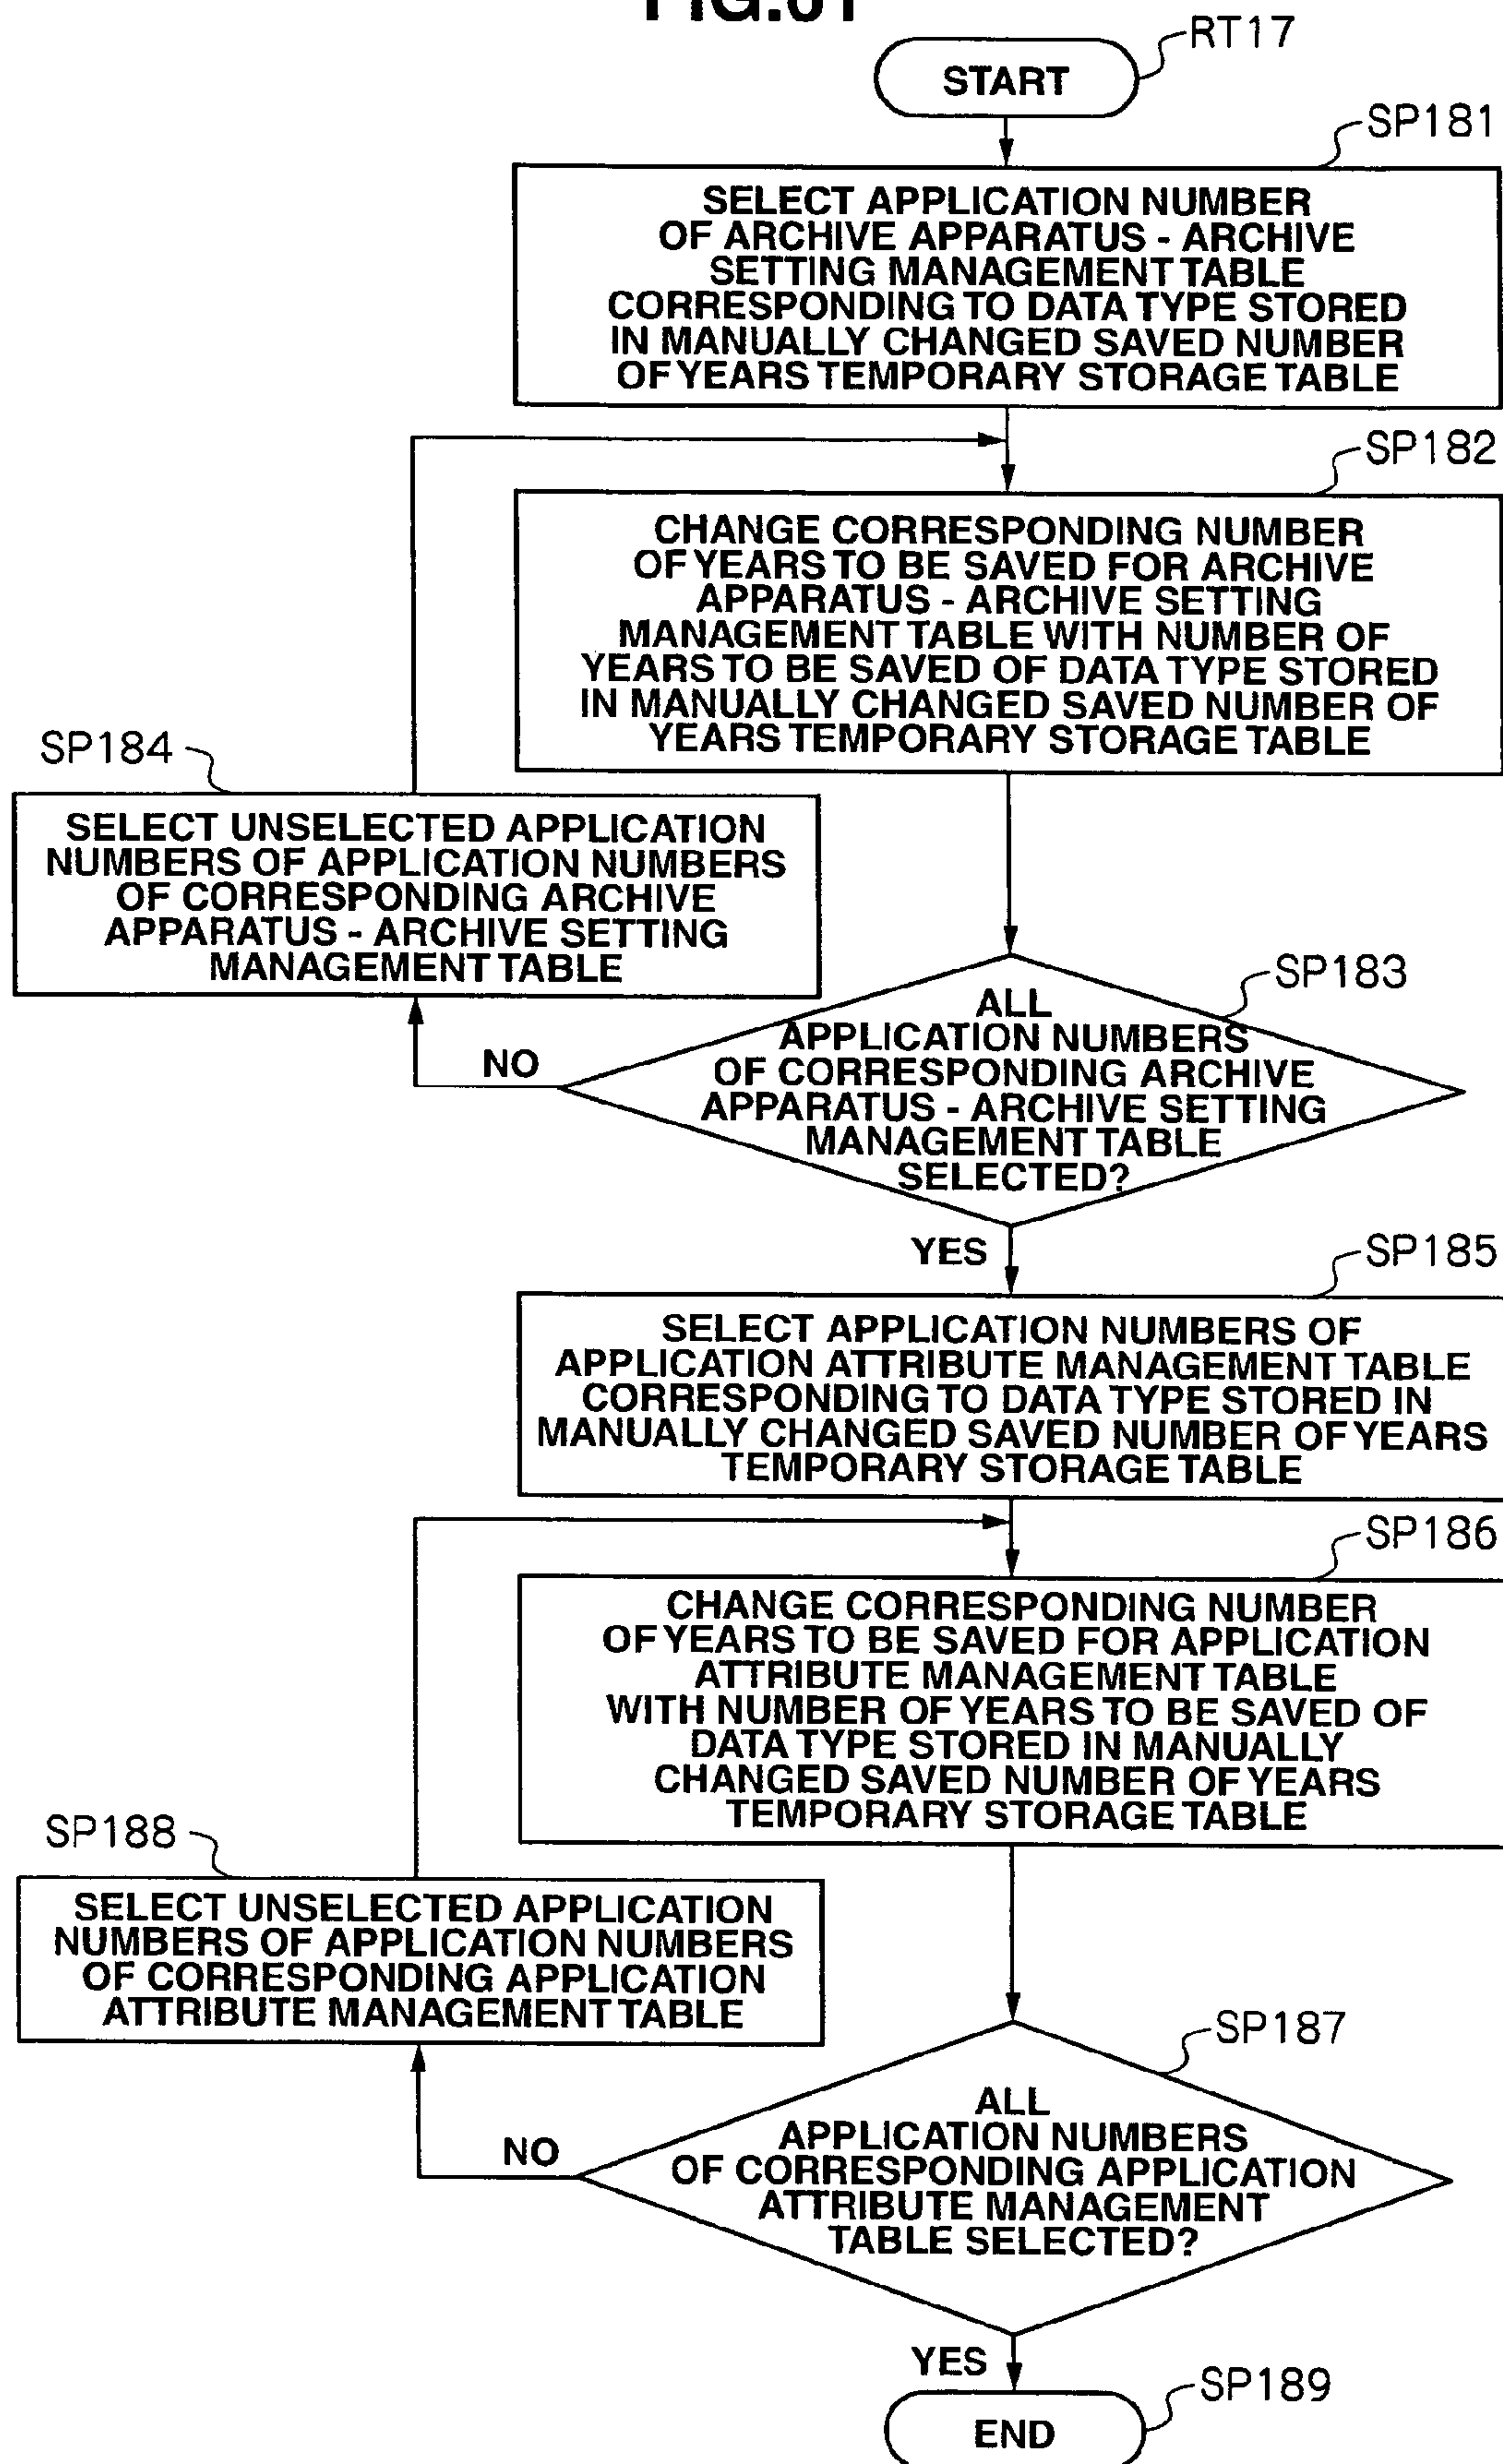 RT17
START
SP181
SELECT APPLICATION NUMBER
OF ARCHIVE APPARATUS - ARCHIVE
SETTING MANAGEMENT TABLE
CORRESPONDING TO DATA TYPE STORED
IN MANUALLY CHANGED SAVED NUMBER
OF YEARS TEMPORARY STORAGE TABLE
SP182
CHANGE CORRESPONDING NUMBER
OF YEARS TO BE SAVED FOR ARCHIVE
APPARATUS - ARCHIVE SETTING
MANAGEMENT TABLE WITH NUMBER OF
YEARS TO BE SAVED OF DATA TYPE STORED
IN MANUALLY CHANGED SAVED NUMBER OF
YEARS TEMPORARY STORAGE TABLE
SP184
SELECT UNSELECTED APPLICATION
NUMBERS OF APPLICATION NUMBERS
OF CORRESPONDING ARCHIVE
APPARATUS - ARCHIVE SETTING
MANAGEMENT TABLE
SP183
ALL
APPLICATION NUMBERS
OF CORRESPONDING ARCHIVE
APPARATUS - ARCHIVE SETTING
MANAGEMENT TABLE
SELECTED?
NO
YES
SP185
SELECT APPLICATION NUMBERS OF
APPLICATION ATTRIBUTE MANAGEMENT TABLE
CORRESPONDING TO DATA TYPE STORED IN
MANUALLY CHANGED SAVED NUMBER OF YEARS
TEMPORARY STORAGE TABLE
SP186
CHANGE CORRESPONDING NUMBER
OF YEARS TO BE SAVED FOR APPLICATION
ATTRIBUTE MANAGEMENT TABLE
WITH NUMBER OF YEARS TO BE SAVED OF
DATA TYPE STORED IN MANUALLY
CHANGED SAVED NUMBER OF YEARS
TEMPORARY STORAGE TABLE
SP188
SELECT UNSELECTED APPLICATION
NUMBERS OF APPLICATION NUMBERS
OF CORRESPONDING APPLICATION
ATTRIBUTE MANAGEMENT TABLE
SP187
ALL
APPLICATION NUMBERS
OF CORRESPONDING APPLICATION
ATTRIBUTE MANAGEMENT
TABLE SELECTED?
NO
YES
SP189
END